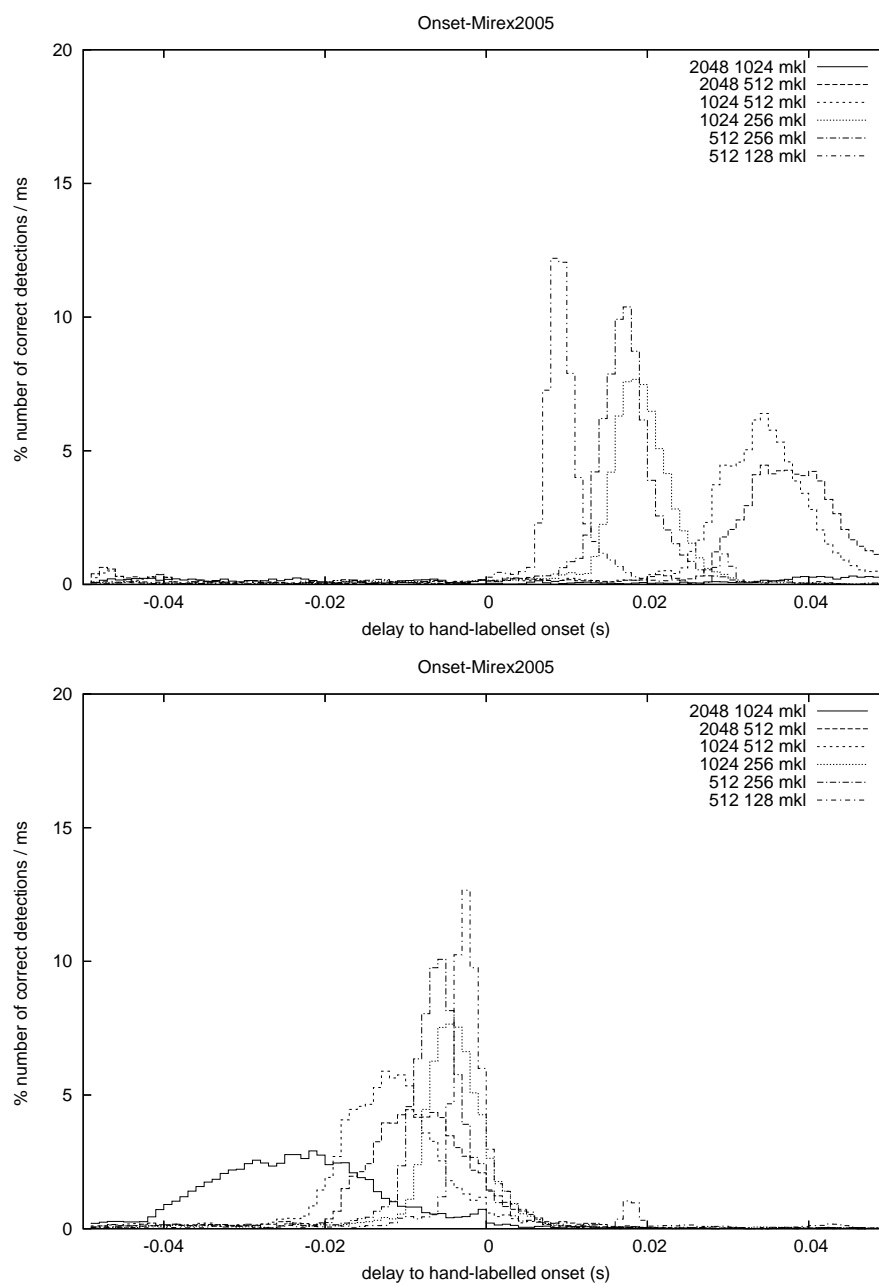 Onset-Mirex2005
20
2048 1024 mkl
2048 512 mkl
1024 512 mkl
1024 256 mkl
512 256 mkl
512 128 mkl
15
% number of correct detections / ms
10
5
0
-0.04 -0.02 0 0.02 0.04
delay to hand-labelled onset (s)
Onset-Mirex2005
20
2048 1024 mkl
2048 512 mkl
1024 512 mkl
1024 256 mkl
512 256 mkl
512 128 mkl
15
% number of correct detections / ms
10
5
0
-0.04 -0.02 0 0.02 0.04
delay to hand-labelled onset (s)